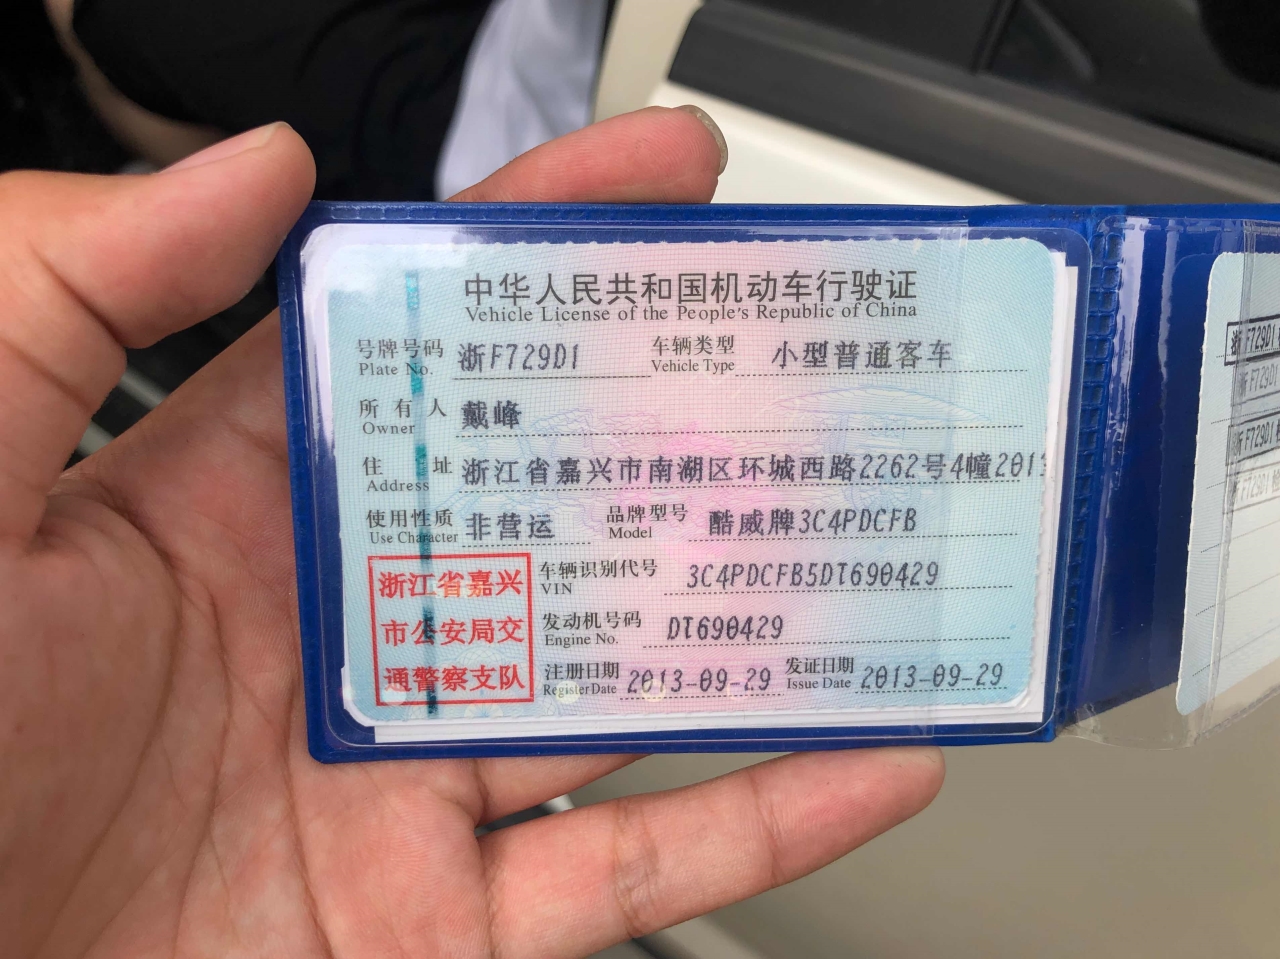 中华人民共和国机动车行驶证
Vehicle License of the People's Republic of China
号牌号码 浙F729D1 车辆类型 小型普通客车
Plate No. Vehicle Type
所有人 戴峰
Owner
住址 浙江省嘉兴市南湖区环城西路2262号4幢201
Address
使用性质 非营运 品牌型号 酷威牌3C4PDCFB
Use Character Model
浙江省嘉兴
市公安局交
通警察支队
车辆识别代号 3C4PDCFB5DT690429
VIN
发动机号码 DT690429
Engine No.
注册日期 2013-09-29 发证日期 2013-09-29
Register Date Issue Date
浙F729D1
浙F729D1
浙F729D1
浙F729D1